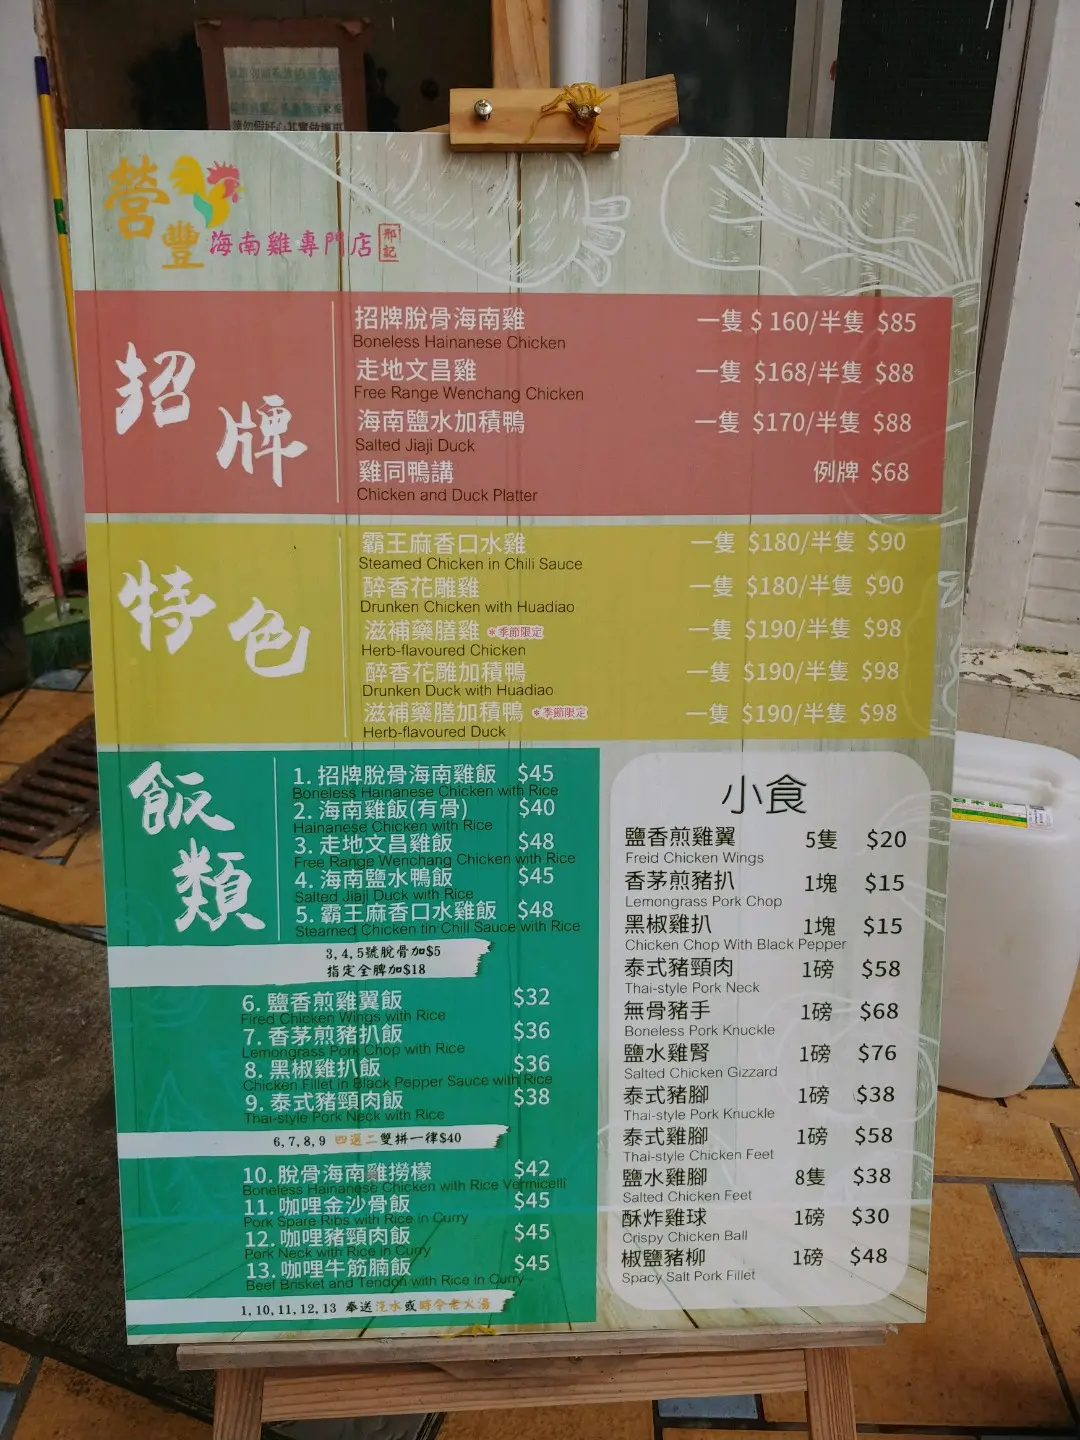 營豐
海南雞專門店
邢記
招牌
招牌脫骨海南雞 一隻 $ 160/半隻 $85
Boneless Hainanese Chicken
走地文昌雞 一隻 $168/半隻 $88
Free Range Wenchang Chicken
海南鹽水加積鴨 一隻 $170/半隻 $88
Salted Jiaji Duck
雞同鴨講 例牌 $68
Chicken and Duck Platter
特色
霸王麻香口水雞 一隻 $180/半隻 $90
Steamed Chicken in Chili Sauce
醉香花雕雞 一隻 $180/半隻 $90
Drunken Chicken with Huadiao
滋補藥膳雞 *季節限定 一隻 $190/半隻 $98
Herb-flavoured Chicken
醉香花雕加積鴨 一隻 $190/半隻 $98
Drunken Duck with Huadiao
滋補藥膳加積鴨 *季節限定 一隻 $190/半隻 $98
Herb-flavoured Duck
飯類
1. 招牌脫骨海南雞飯 $45
Boneless Hainanese Chicken with Rice
2. 海南雞飯(有骨) $40
Hainanese Chicken with Rice
3. 走地文昌雞飯 $48
Free Range Wenchang Chicken with Rice
4. 海南鹽水鴨飯 $45
Salted Jiaji Duck with Rice
5. 霸王麻香口水雞飯 $48
Steamed Chicken tin Chill Sauce with Rice
3, 4, 5號脫骨加$5
指定全髀加$18
6. 鹽香煎雞翼飯 $32
Fired Chicken Wings with Rice
7. 香茅煎豬扒飯 $36
Lemongrass Pork Chop with Rice
8. 黑椒雞扒飯 $36
Chicken Fillet in Black Pepper Sauce with Rice
9. 泰式豬頸肉飯 $38
Thai-style Pork Neck with Rice
6, 7, 8, 9 四選二雙拼一律$40
10. 脫骨海南雞撈檬 $42
Boneless Hainanese Chicken with Rice Vermicelli
11. 咖哩金沙骨飯 $45
Pork Spare Ribs with Rice in Curry
12. 咖哩豬頸肉飯 $45
Pork Neck with Rice in Curry
13. 咖哩牛筋腩飯 $45
Beef Brisket and Tendon with Rice in Curry
1, 10, 11, 12, 13 奉送汽水或時令老火湯
小食
鹽香煎雞翼 5隻 $20
Freid Chicken Wings
香茅煎豬扒 1塊 $15
Lemongrass Pork Chop
黑椒雞扒 1塊 $15
Chicken Chop With Black Pepper
泰式豬頸肉 1磅 $58
Thai-style Pork Neck
無骨豬手 1磅 $68
Boneless Pork Knuckle
鹽水雞腎 1磅 $76
Salted Chicken Gizzard
泰式豬腳 1磅 $38
Thai-style Pork Knuckle
泰式雞腳 1磅 $58
Thai-style Chicken Feet
鹽水雞腳 8隻 $38
Salted Chicken Feet
酥炸雞球 1磅 $30
Crispy Chicken Ball
椒鹽豬柳 1磅 $48
Spacy Salt Pork Fillet